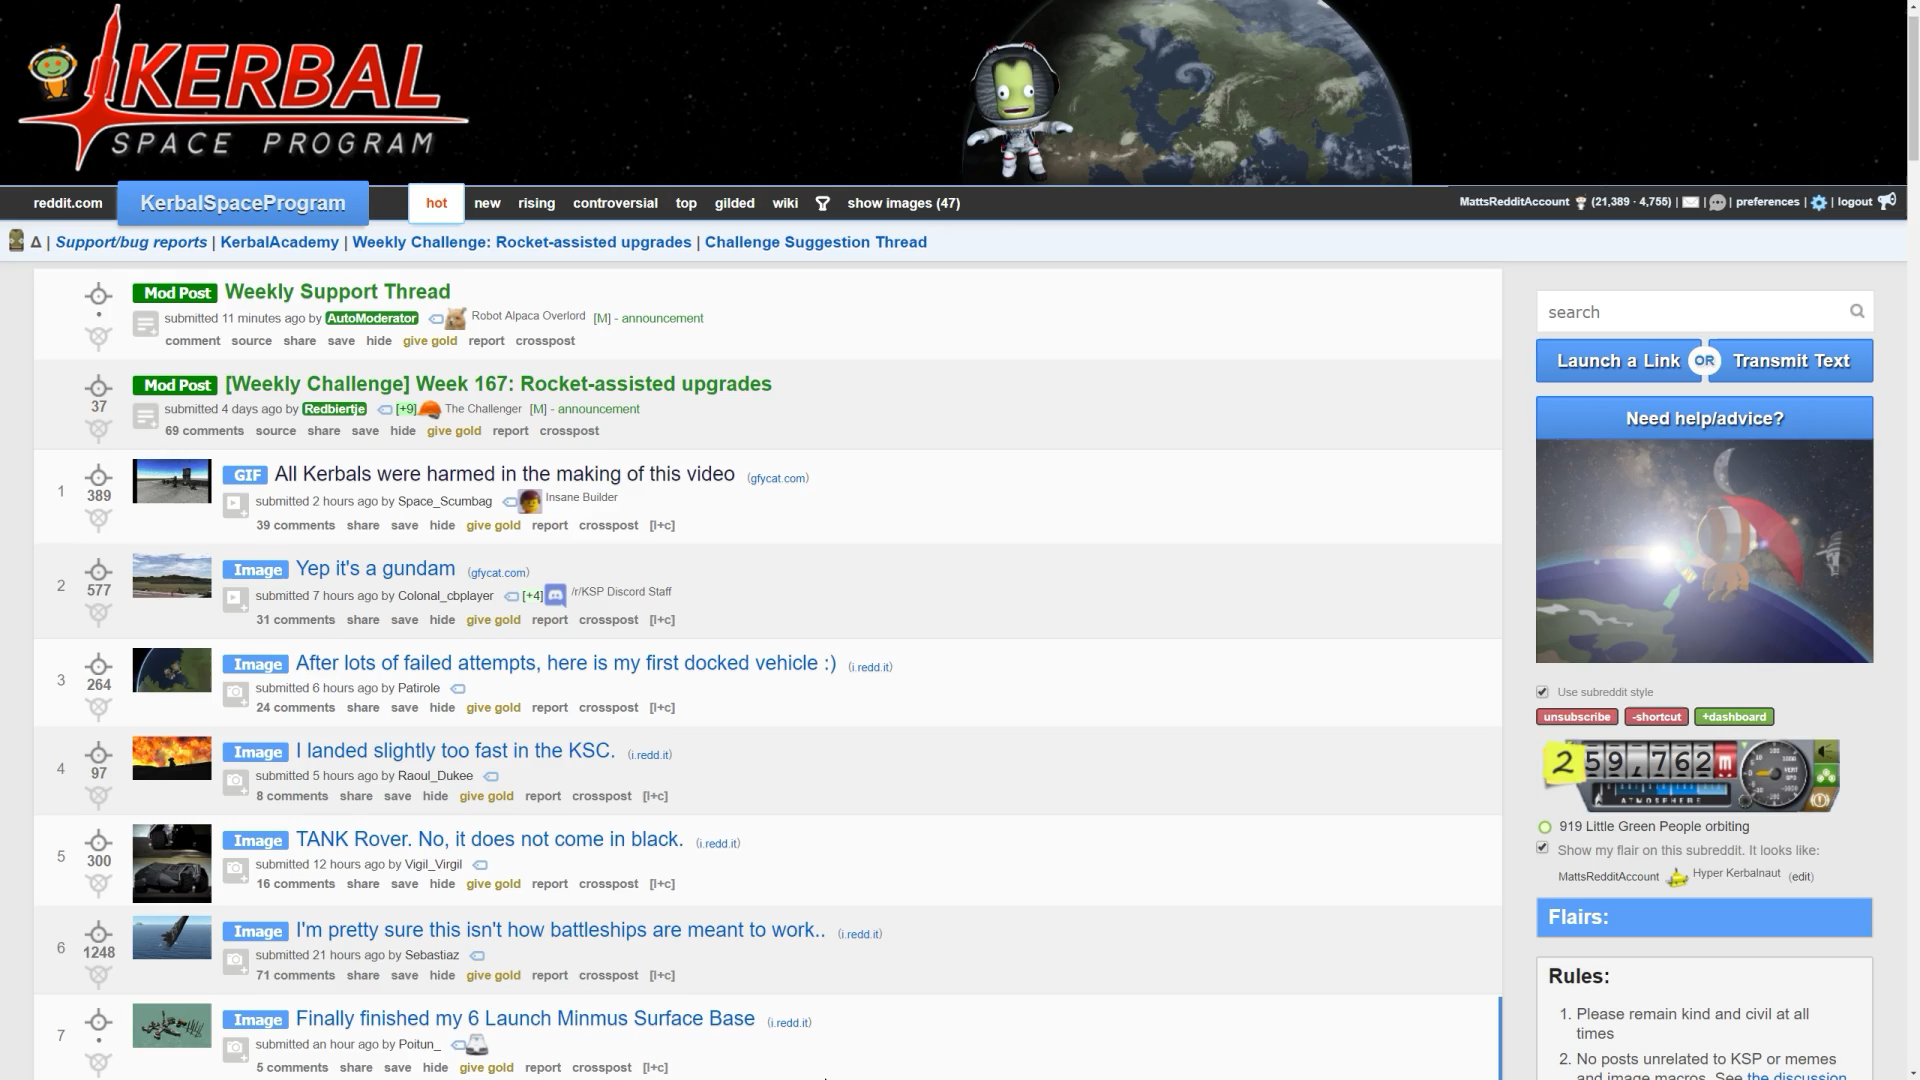 KERBAL
SPACE PROGRAM
reddit.com KerbalSpaceProgram hot new rising controversial top gilded wiki show images (47) MattsRedditAccount (21,389 · 4,755) | | | preferences | | logout
Δ | Support/bug reports | KerbalAcademy | Weekly Challenge: Rocket-assisted upgrades | Challenge Suggestion Thread
Mod Post Weekly Support Thread
submitted 11 minutes ago by AutoModerator Robot Alpaca Overlord [M] - announcement
comment source share save hide give gold report crosspost
37
Mod Post [Weekly Challenge] Week 167: Rocket-assisted upgrades
submitted 4 days ago by Redbiertje [+9] The Challenger [M] - announcement
69 comments source share save hide give gold report crosspost
1 389
GIF All Kerbals were harmed in the making of this video (gfycat.com)
submitted 2 hours ago by Space_Scumbag Insane Builder
39 comments share save hide give gold report crosspost [l+c]
2 577
Image Yep it's a gundam (gfycat.com)
submitted 7 hours ago by Colonal_cbplayer [+4] /r/KSP Discord Staff
31 comments share save hide give gold report crosspost [l+c]
3 264
Image After lots of failed attempts, here is my first docked vehicle :) (i.redd.it)
submitted 6 hours ago by Patirole
24 comments share save hide give gold report crosspost [l+c]
4 97
Image I landed slightly too fast in the KSC. (i.redd.it)
submitted 5 hours ago by Raoul_Dukee
8 comments share save hide give gold report crosspost [l+c]
5 300
Image TANK Rover. No, it does not come in black. (i.redd.it)
submitted 12 hours ago by Vigil_Virgil
16 comments share save hide give gold report crosspost [l+c]
6 1248
Image I'm pretty sure this isn't how battleships are meant to work.. (i.redd.it)
submitted 21 hours ago by Sebastiaz
71 comments share save hide give gold report crosspost [l+c]
7
Image Finally finished my 6 Launch Minmus Surface Base (i.redd.it)
submitted an hour ago by Poitun_
5 comments share save hide give gold report crosspost [l+c]
search
Launch a Link OR Transmit Text
Need help/advice?
Use subreddit style
unsubscribe -shortcut +dashboard
259,762 m
ATMOSPHERE
919 Little Green People orbiting
Show my flair on this subreddit. It looks like:
MattsRedditAccount Hyper Kerbalnaut (edit)
Flairs:
Rules:
1. Please remain kind and civil at all
times
2. No posts unrelated to KSP or memes
and image macros. See the discussion